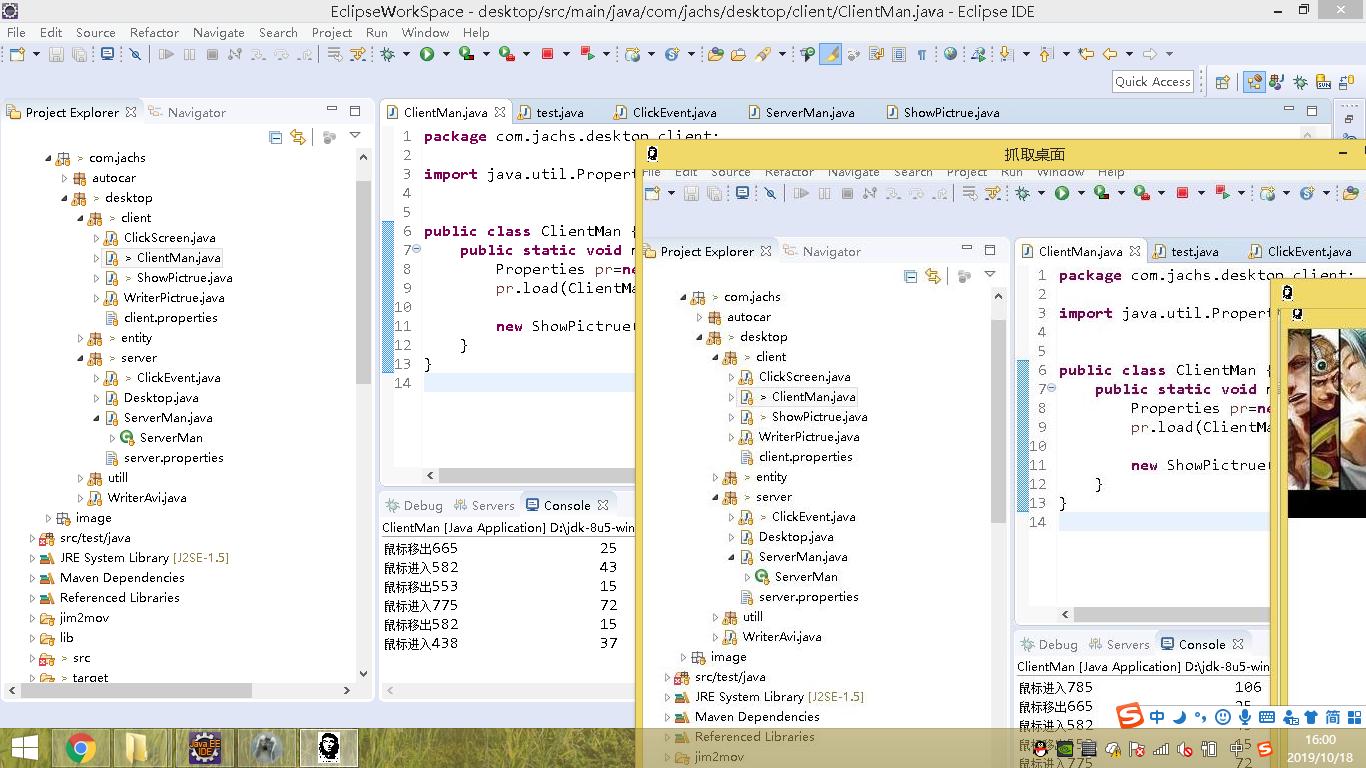 EclipseWorkSpace - desktop/src/main/java/com/jachs/desktop/client/ClientMan.java - Eclipse IDE
File Edit Source Refactor Navigate Search Project Run Window Help
Quick Access
Project Explorer Navigator
com.jachs
autocar
> desktop
> client
ClickScreen.java
> ClientMan.java
> ShowPictrue.java
WriterPictrue.java
client.properties
> entity
> server
> ClickEvent.java
Desktop.java
ServerMan.java
ServerMan
server.properties
utill
WriterAvi.java
image
src/test/java
JRE System Library [J2SE-1.5]
Maven Dependencies
Referenced Libraries
jim2mov
lib
> src
> target
ClientMan.java test.java ClickEvent.java ServerMan.java ShowPictrue.java
1 package com.jachs.desktop.client;
2
3 import java.util.Propert
4
5
6 public class ClientMan {
7 public static void m
8 Properties pr=ne
9 pr.load(ClientMa
10
11 new ShowPictrue(
12 }
13 }
14
Debug Servers Console
ClientMan [Java Application] D:\jdk-8u5-win
鼠标移出665 25
鼠标进入582 43
鼠标移出553 15
鼠标进入775 72
鼠标移出582 15
鼠标进入438 37
抓取桌面
File Edit Source Refactor Navigate Search Project Run Window Help
Project Explorer Navigator
> com.jachs
autocar
> desktop
> client
ClickScreen.java
> ClientMan.java
> ShowPictrue.java
WriterPictrue.java
client.properties
> entity
> server
> ClickEvent.java
Desktop.java
ServerMan.java
ServerMan
server.properties
utill
WriterAvi.java
image
src/test/java
JRE System Library [J2SE-1.5]
Maven Dependencies
Referenced Libraries
jim2mov
ClientMan.java test.java ClickEvent.java
1 package com.jachs.desktop.client;
2
3 import java.util.Propert
4
5
6 public class ClientMan {
7 public static void m
8 Properties pr=ne
9 pr.load(ClientMa
10
11 new ShowPictrue(
12 }
13 }
14
Debug Servers Console
ClientMan [Java Application] D:\jdk-8u5-win
鼠标进入785 106
鼠标移出665 25
鼠标进入582
鼠标进入775 72
中 简
Java EE
IDE
中
16:00
2019/10/18